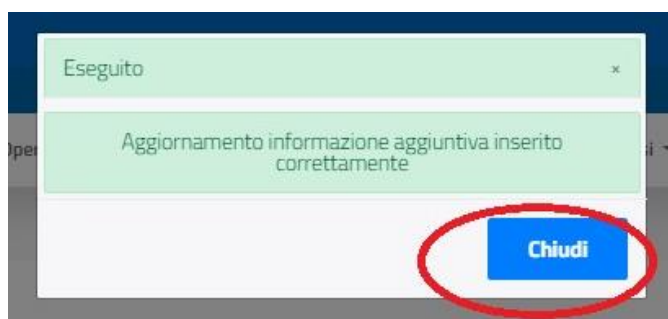 Eseguito ×
Aggiornamento informazione aggiuntiva inserito
correttamente
Chiudi